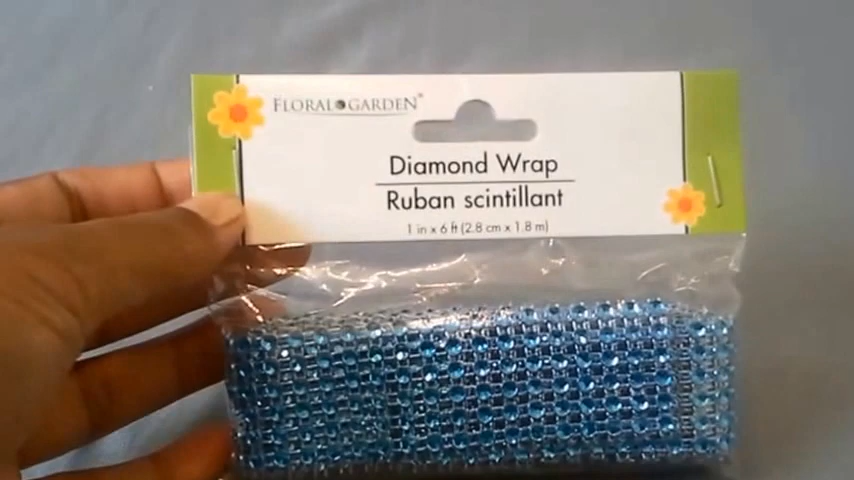 FLORAL GARDEN
Diamond Wrap
Ruban scintillant
1 in x 6 ft (2.8 cm x 1.8 m)